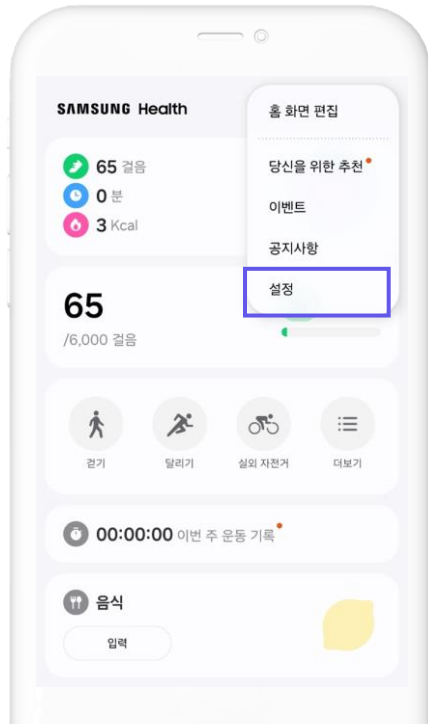 SAMSUNG Health
홈 화면 편집
당신을 위한 추천
이벤트
공지사항
설정
65 걸음
0 분
3 Kcal
65
/6,000 걸음
걷기
달리기
실외 자전거
더보기
00:00:00 이번 주 운동 기록
음식
입력